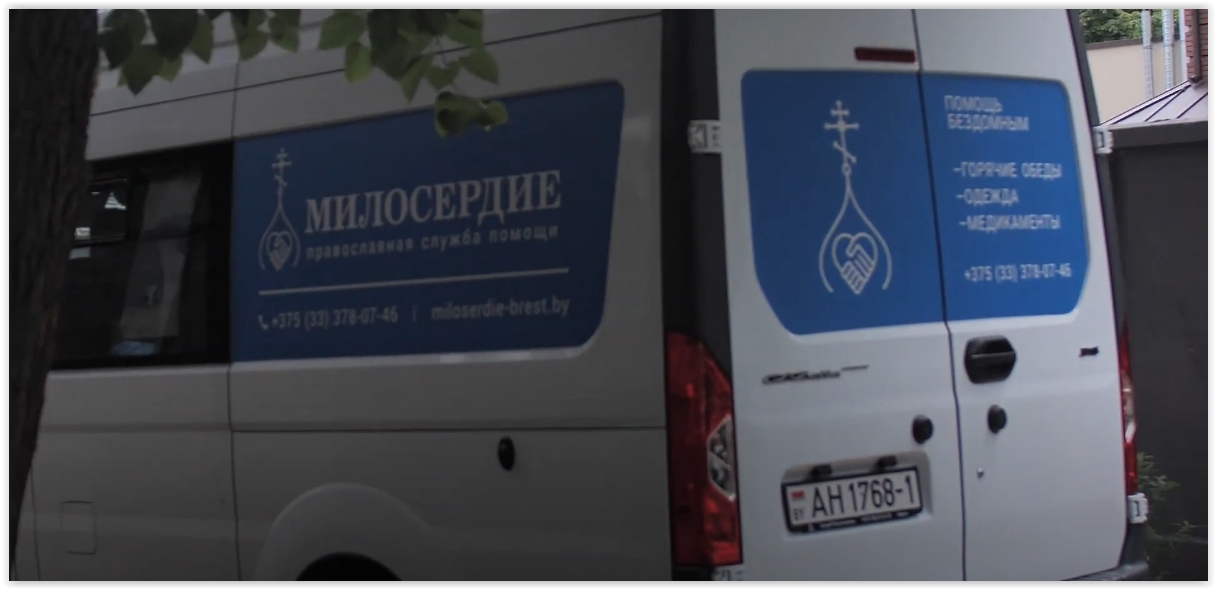 МИЛОСЕРДИЕ
православная служба помощи
+375 (33) 378-07-46 | miloserdie-brest.by
ПОМОЩЬ
БЕЗДОМНЫМ
-ГОРЯЧИЕ ОБЕДЫ
-ОДЕЖДА
-МЕДИКАМЕНТЫ
+375 (33) 378-07-46
BY AH 1768-1